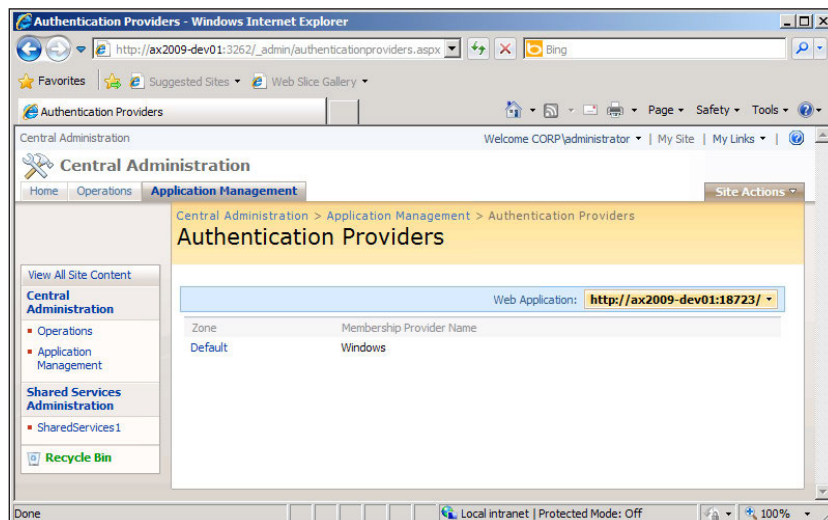 Authentication Providers - Windows Internet Explorer
http://ax2009-dev01:3262/_admin/authenticationproviders.aspx
Bing
Favorites
Suggested Sites
Web Slice Gallery
Authentication Providers
Page
Safety
Tools
Central Administration
Welcome CORP\administrator | My Site | My Links |
Central Administration
Home
Operations
Application Management
Site Actions
Central Administration > Application Management > Authentication Providers
Authentication Providers
View All Site Content
Central
Administration
Operations
Application
Management
Shared Services
Administration
SharedServices1
Recycle Bin
Web Application: http://ax2009-dev01:18723/
Zone
Membership Provider Name
Default
Windows
Done
Local intranet | Protected Mode: Off
100%